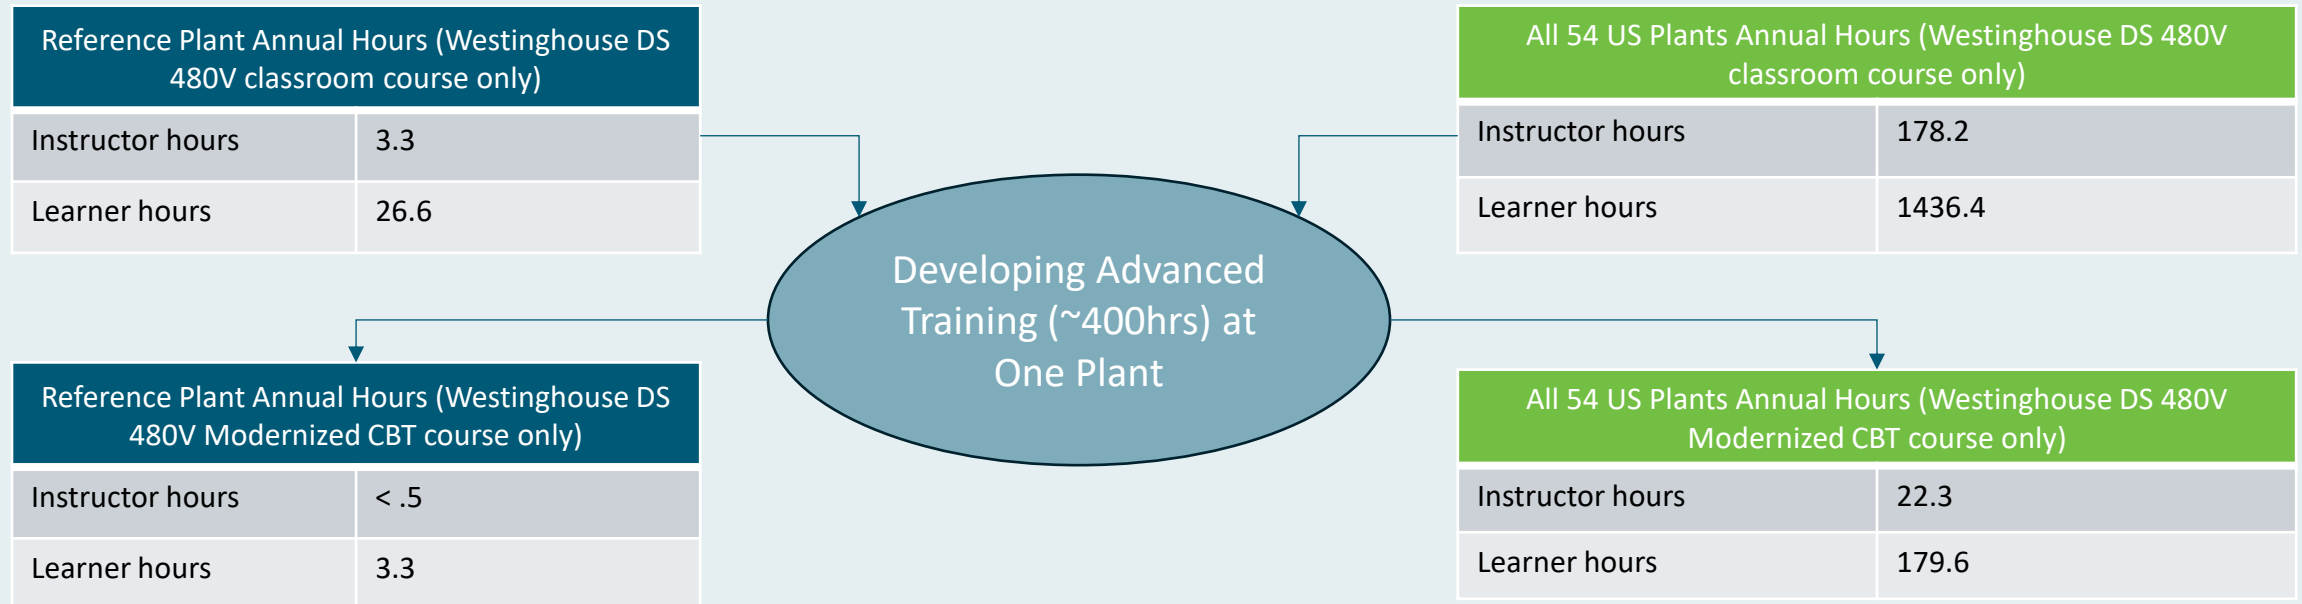 Reference Plant Annual Hours (Westinghouse DS
480V classroom course only)
Instructor hours 3.3
Learner hours 26.6
All 54 US Plants Annual Hours (Westinghouse DS 480V
classroom course only)
Instructor hours 178.2
Learner hours 1436.4
Developing Advanced
Training (~400hrs) at
One Plant
Reference Plant Annual Hours (Westinghouse DS
480V Modernized CBT course only)
Instructor hours < .5
Learner hours 3.3
All 54 US Plants Annual Hours (Westinghouse DS 480V
Modernized CBT course only)
Instructor hours 22.3
Learner hours 179.6